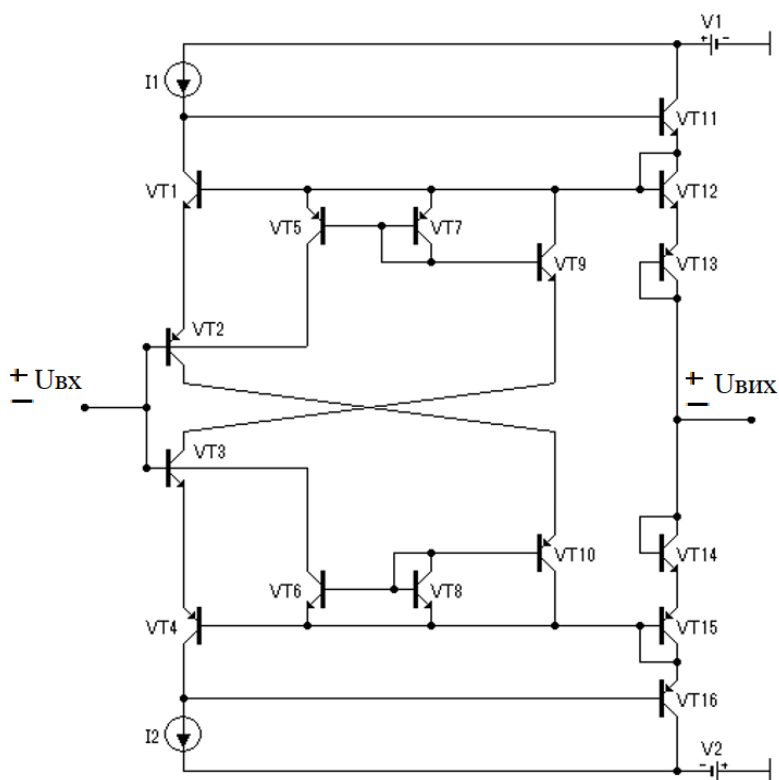 V1
+ -
I1
VT11
VT1
VT12
VT5
VT7
VT9
VT13
VT2
+ Uвх
−
+ Uвих
−
VT3
VT10
VT14
VT6
VT8
VT4
VT15
VT16
I2
V2
- +